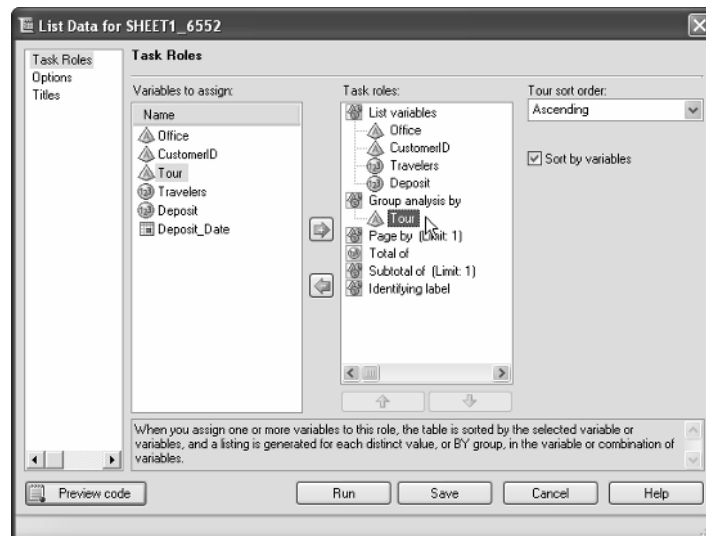 List Data for SHEET1_6552
Task Roles
Options
Titles
Task Roles
Variables to assign:
Name
Office
CustomerID
Tour
Travelers
Deposit
Deposit_Date
Task roles:
List variables
Office
CustomerID
Travelers
Deposit
Group analysis by
Tour
Page by (Limit: 1)
Total of
Subtotal of (Limit: 1)
Identifying label
Tour sort order:
Ascending
Sort by variables
When you assign one or more variables to this role, the table is sorted by the selected variable or
variables, and a listing is generated for each distinct value, or BY group, in the variable or combination of
variables.
Preview code
Run
Save
Cancel
Help